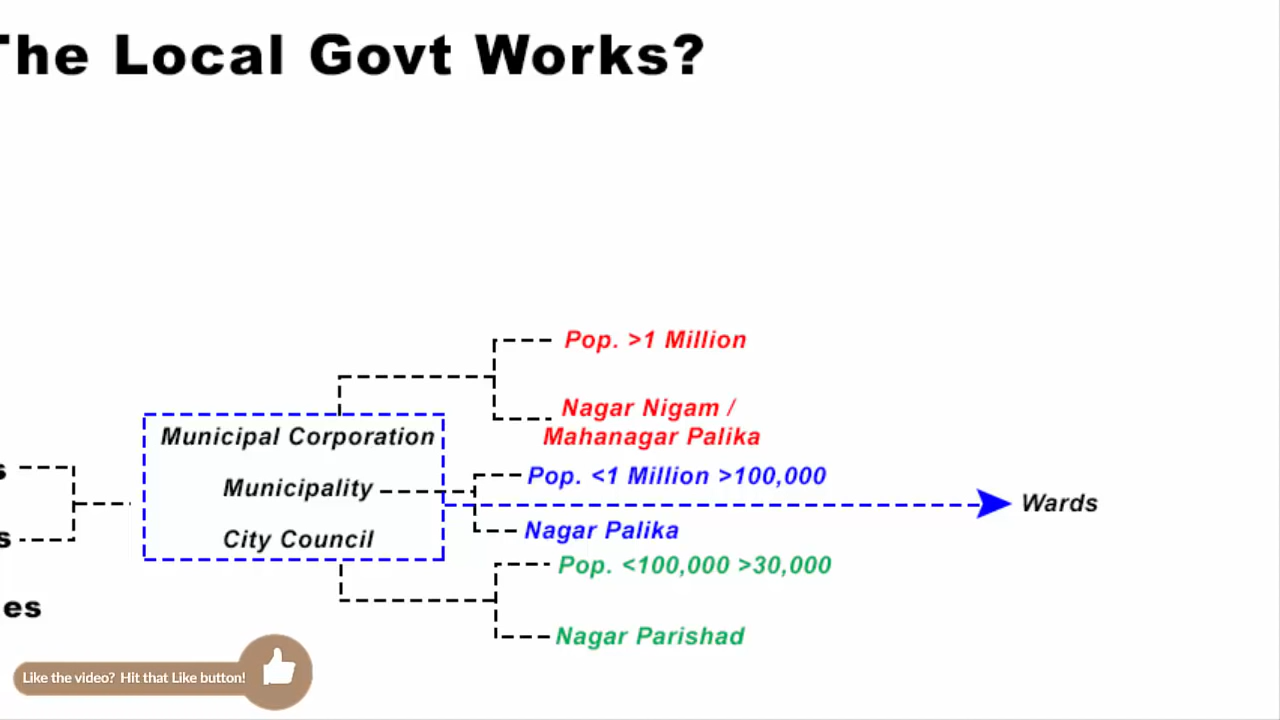 The Local Govt Works?
Pop. >1 Million
Nagar Nigam /
Mahanagar Palika
Municipal Corporation
Pop. <1 Million >100,000
Municipality
Wards
Nagar Palika
City Council
Pop. <100,000 >30,000
Nagar Parishad
Like the video? Hit that Like button!